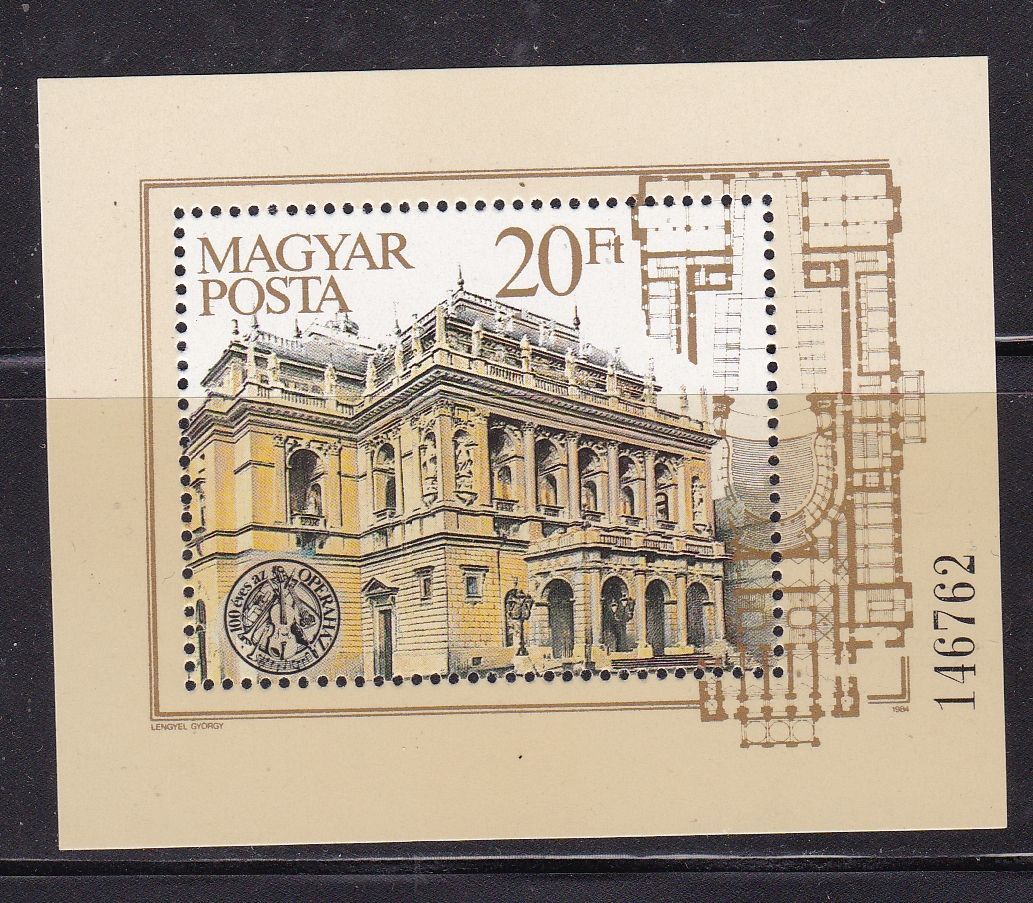 MAGYAR
POSTA
20Ft
100 éves az OPERAHÁZ
LENGYEL GYÖRGY
1984
146762